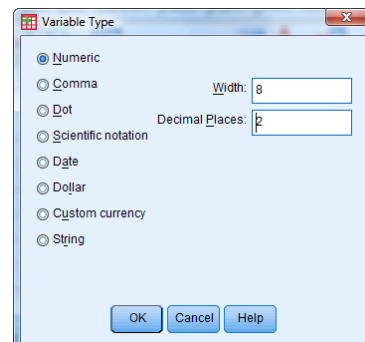 Variable Type
Numeric
Comma
Width: 8
Dot
Decimal Places: 2
Scientific notation
Date
Dollar
Custom currency
String
OK Cancel Help